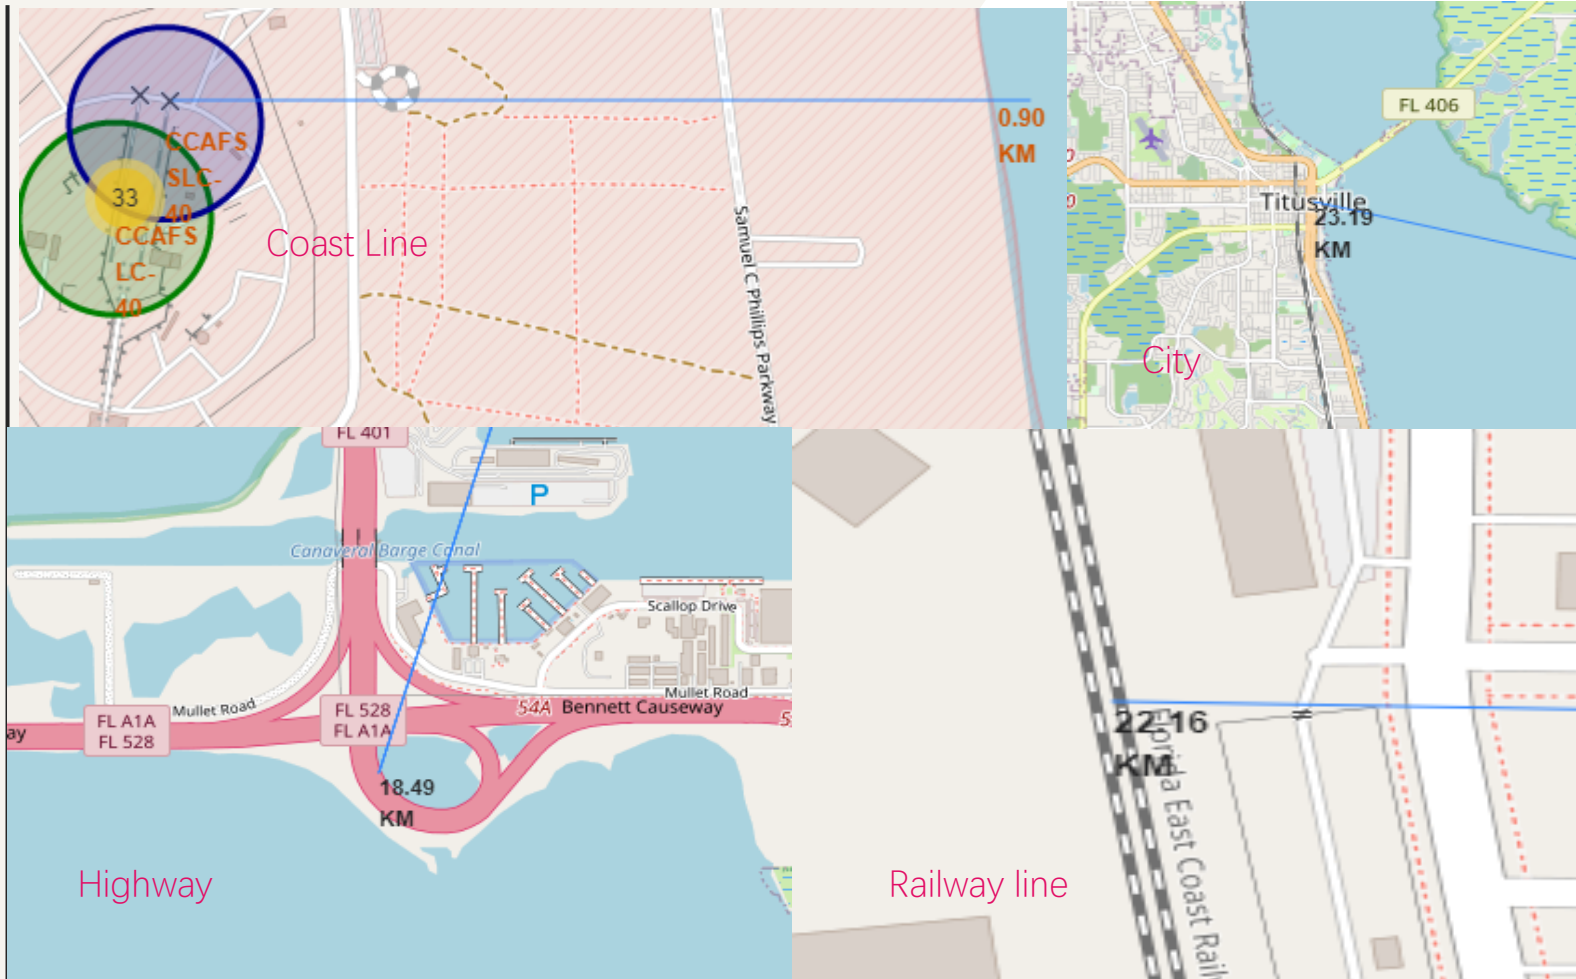 CCAFS
SLC-
40
33
CCAFS
LC-
40
Coast Line
Samuel C Phillips Parkway
0.90
KM
FL 406
Titusville
23.19
KM
City
FL 401
P
Canaveral Barge Canal
Scallop Drive
Mullet Road
Mullet Road
FL 528
FL A1A
54A
Bennett Causeway
FL A1A
FL 528
ay
18.49
KM
Highway
22.16
KM
Florida East Coast Rail
Railway line